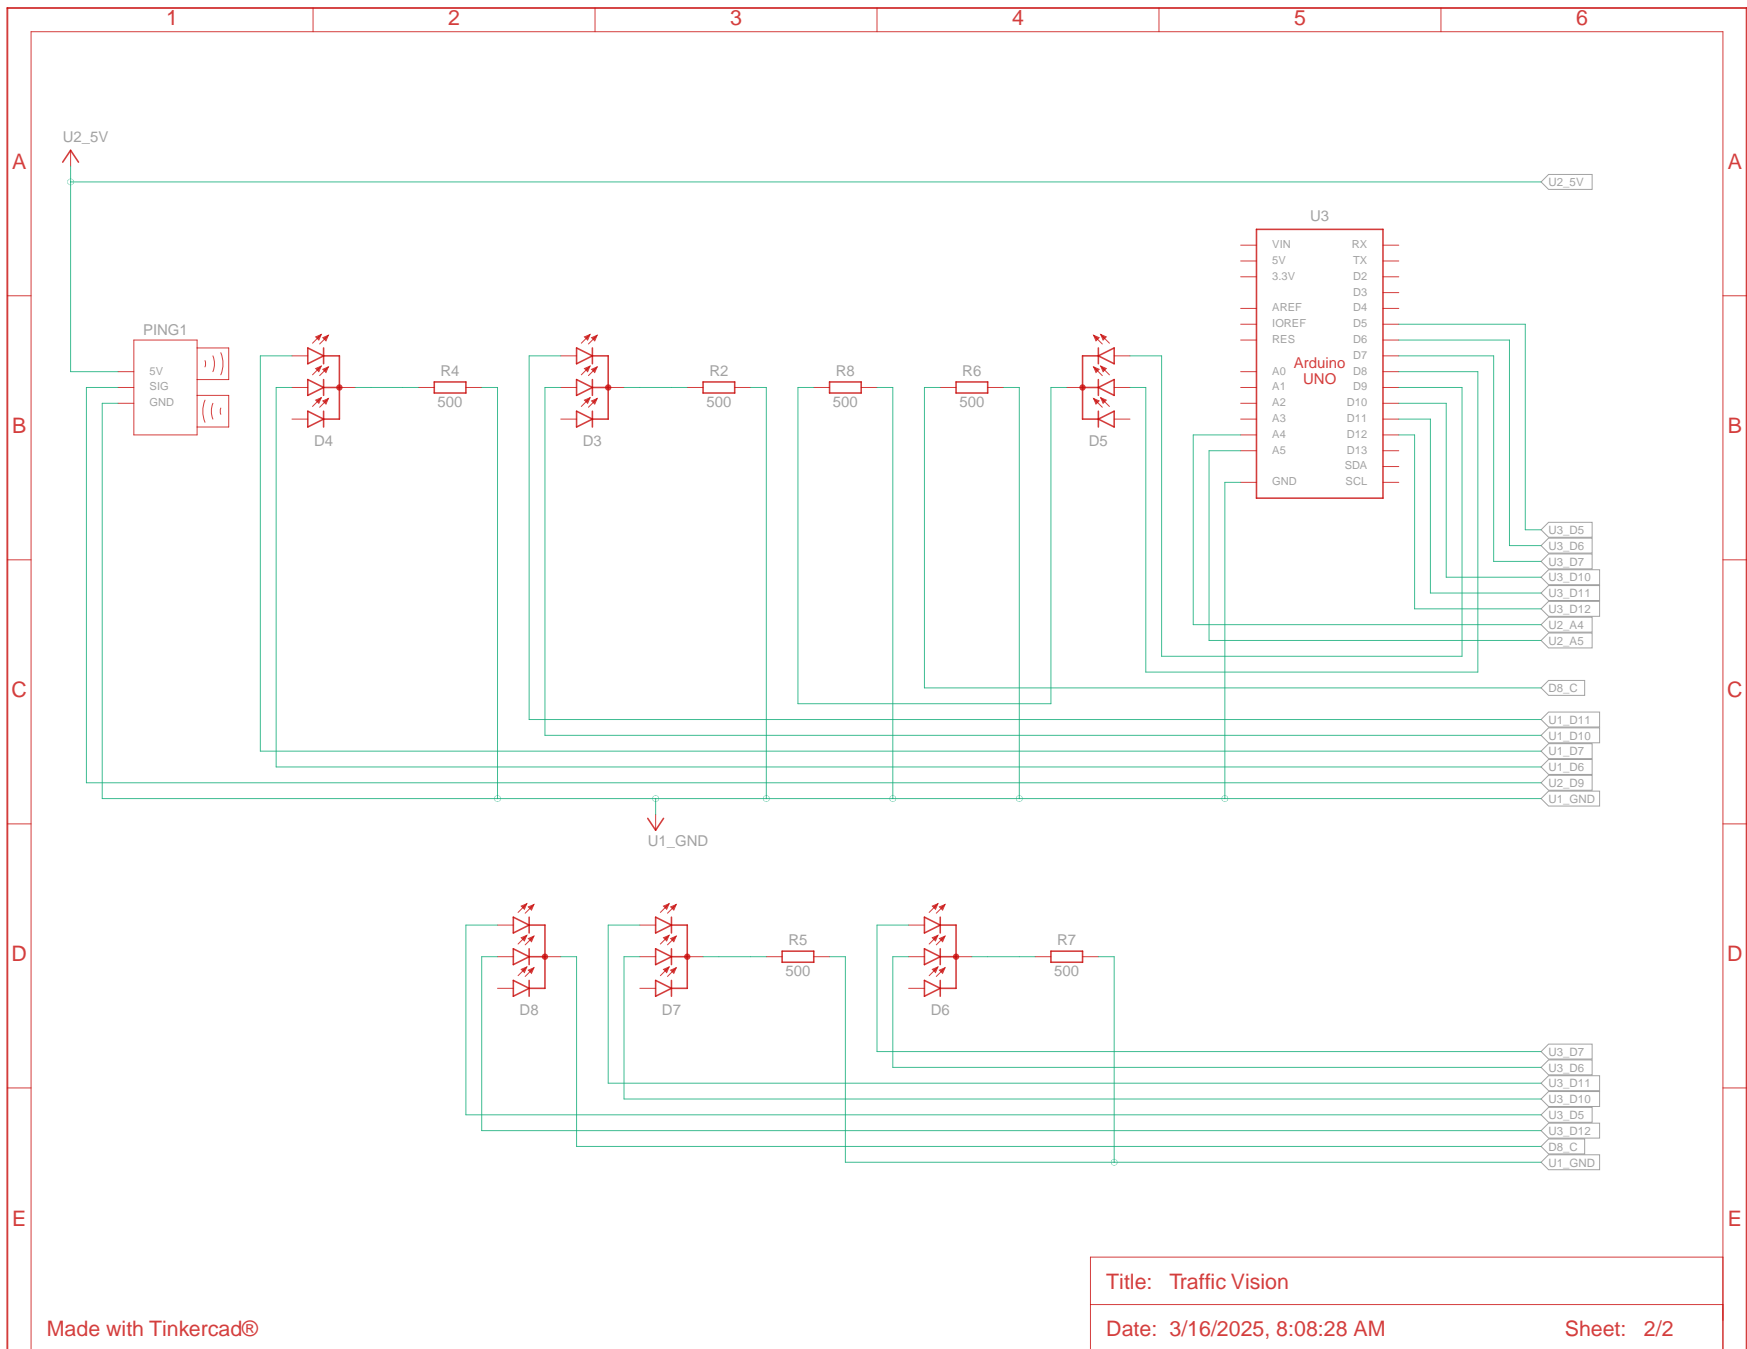 1 2 3 4 5 6
U2_5V
A A
U2_5V
U3
VIN RX
5V TX
3.3V D2
D3
AREF D4
IOREF D5
RES D6
D7
Arduino
UNO
A0 D8
A1 D9
A2 D10
A3 D11
A4 D12
A5 D13
SDA
GND SCL
PING1
5V
SIG
GND
R4
500
D4
R2
500
D3
R8
500
R6
500
D5
B B
U3_D5
U3_D6
U3_D7
U3_D10
U3_D11
U3_D12
U2_A4
U2_A5
C C
D8_C
U1_D11
U1_D10
U1_D7
U1_D6
U2_D9
U1_GND
U1_GND
D D
R5
500
R7
500
D8 D7 D6
U3_D7
U3_D6
U3_D11
U3_D10
U3_D5
U3_D12
D8_C
U1_GND
E E
Title: Traffic Vision
Made with Tinkercad®
Date: 3/16/2025, 8:08:28 AM Sheet: 2/2